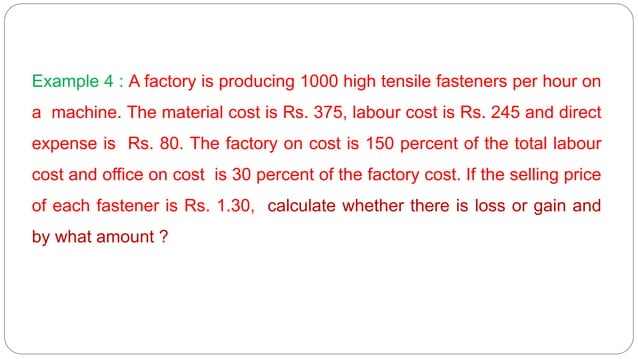 Example 4 : A factory is producing 1000 high tensile fasteners per hour on
a machine. The material cost is Rs. 375, labour cost is Rs. 245 and direct
expense is Rs. 80. The factory on cost is 150 percent of the total labour
cost and office on cost is 30 percent of the factory cost. If the selling price
of each fastener is Rs. 1.30, calculate whether there is loss or gain and
by what amount ?